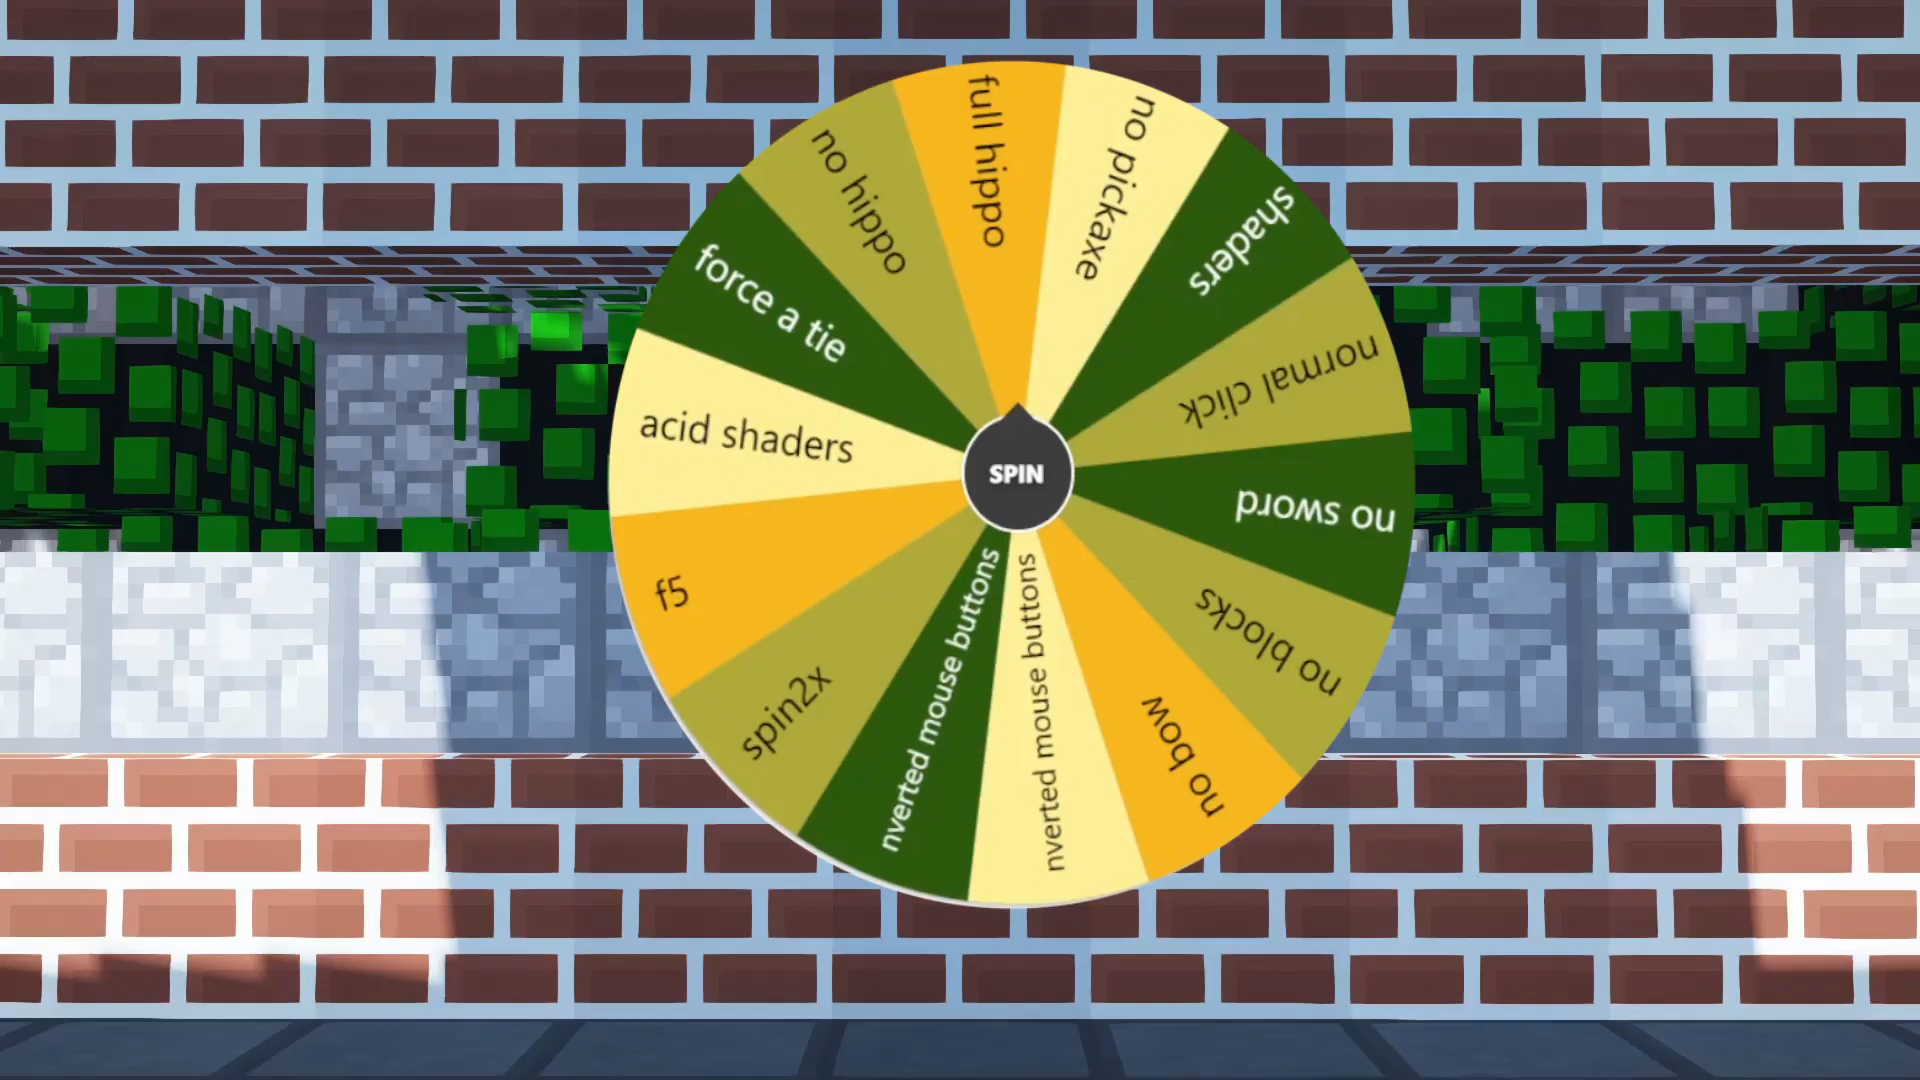 full hippo
no pickaxe
shaders
normal click
no sword
no blocks
no bow
nverted mouse buttons
nverted mouse buttons
spin2x
f5
acid shaders
force a tie
no hippo
SPIN